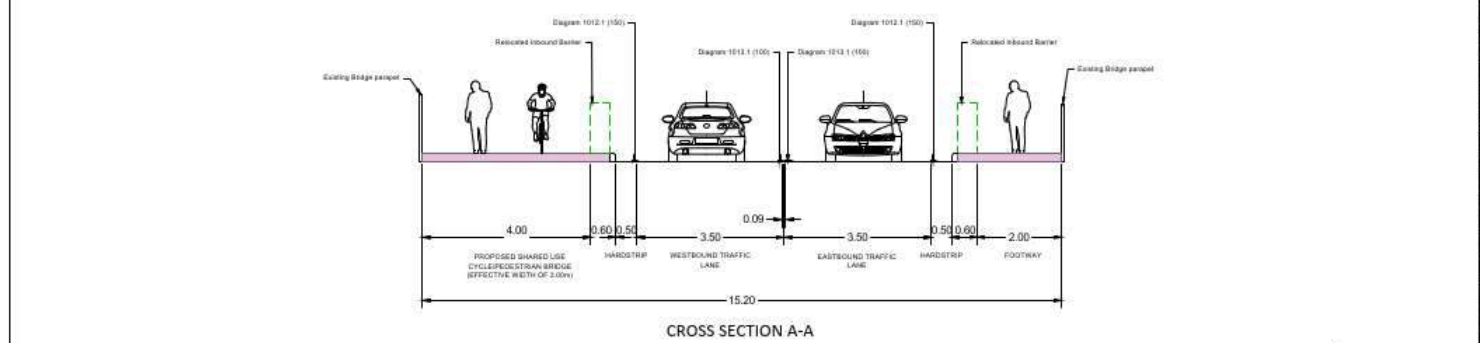 Diagram 1012.1 (150)
Diagram 1012.1 (150)
Relocated Inbound Barrier
Relocated Inbound Barrier
Diagram 1013.1 (100)
Diagram 1013.1 (100)
Existing Bridge parapet
Existing Bridge parapet
0.09
4.00
0.60
0.50
3.50
3.50
0.50
0.60
2.00
PROPOSED SHARED USE
CYCLE/PEDESTRIAN BRIDGE
(EFFECTIVE WIDTH OF 3.00m)
HARDSTRIP
WESTBOUND TRAFFIC
LANE
EASTBOUND TRAFFIC
LANE
HARDSTRIP
FOOTWAY
15.20
CROSS SECTION A-A